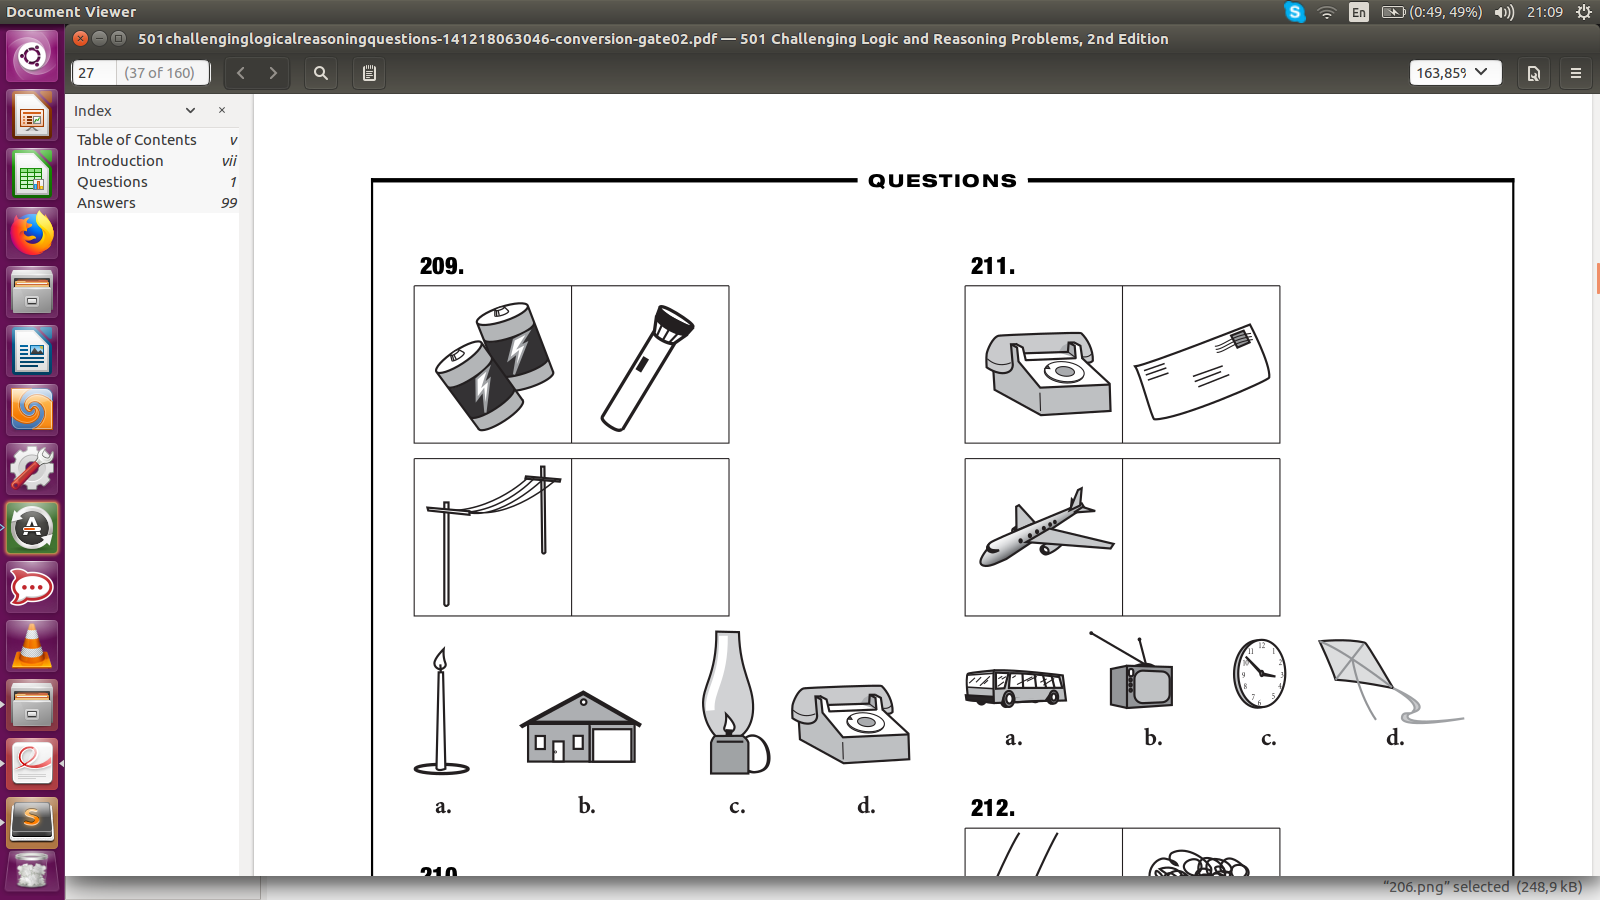 Document Viewer
En
(0:49, 49%)
21:09
501challenginglogicalreasoningquestions-141218063046-conversion-gate02.pdf — 501 Challenging Logic and Reasoning Problems, 2nd Edition
27 (37 of 160)
163,85%
Index
Table of Contents v
Introduction vii
Questions 1
Answers 99
QUESTIONS
209.
a. b. c. d.
210.
211.
a. b. c. d.
212.
"206.png" selected (248,9 kB)